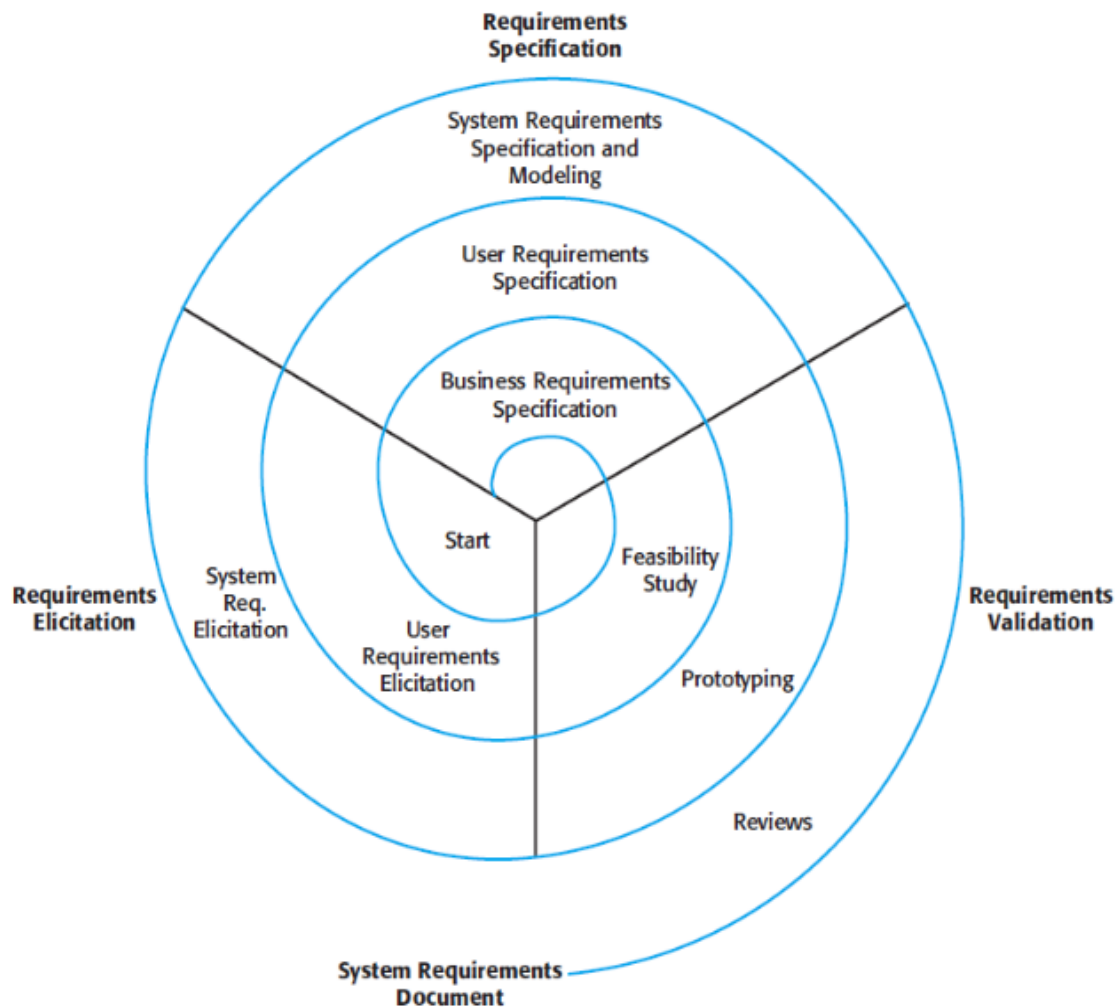 Requirements
Specification
System Requirements
Specification and
Modeling
User Requirements
Specification
Business Requirements
Specification
Start
Feasibility
Study
System
Req.
Elicitation
Requirements
Elicitation
Requirements
Validation
User
Requirements
Elicitation
Prototyping
Reviews
System Requirements
Document